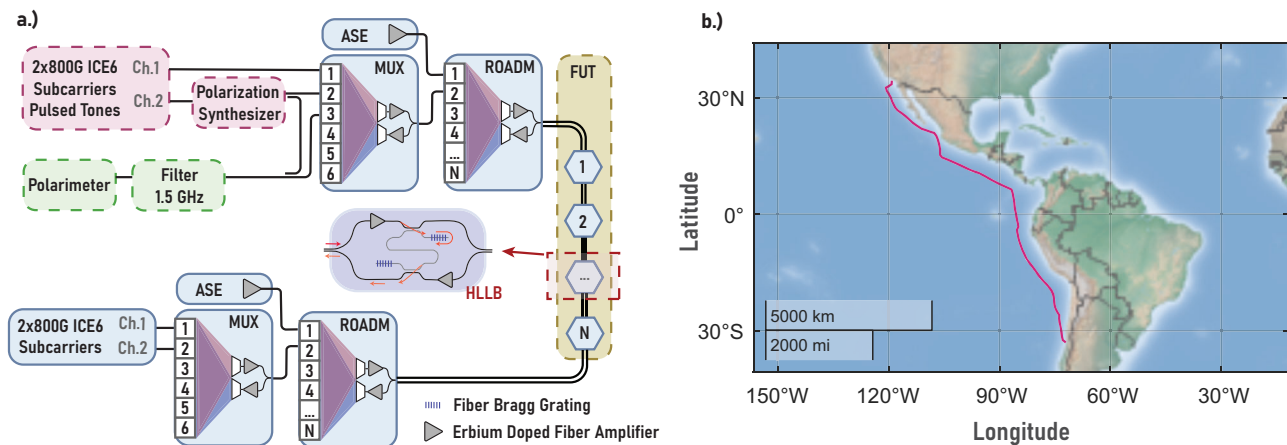 a.)
ASE
2x800G ICE6
Subcarriers
Pulsed Tones
Ch.1
Ch.2
Polarization
Synthesizer
MUX
1
2
3
4
5
6
ROADM
1
2
3
4
...
N
FUT
1
2
...
N
Polarimeter
Filter
1.5 GHz
HLLB
ASE
2x800G ICE6
Subcarriers
Ch.1
Ch.2
MUX
1
2
3
4
5
6
ROADM
1
2
3
4
...
N
Fiber Bragg Grating
Erbium Doped Fiber Amplifier
b.)
Latitude
30°N
0°
30°S
5000 km
2000 mi
150°W
120°W
90°W
60°W
30°W
Longitude